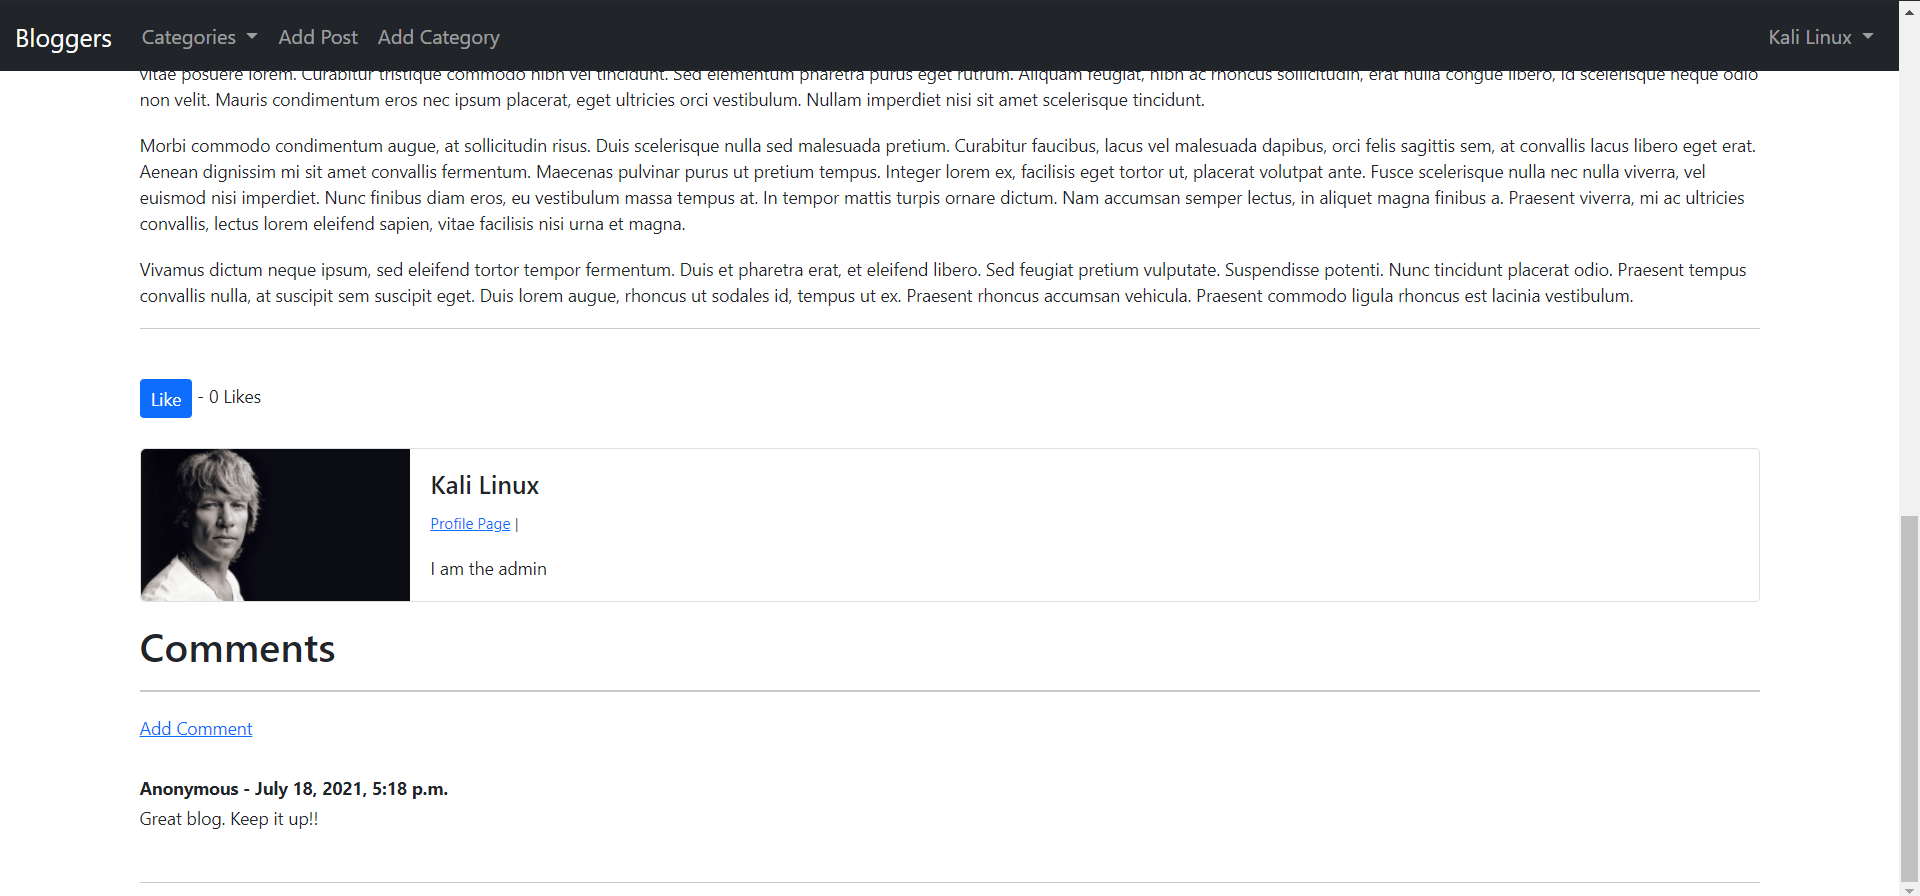 Bloggers Categories Add Post Add Category Kali Linux
vitae posuere lorem. Curabitur tristique commodo nibh vel tincidunt. Sed elementum pharetra purus eget rutrum. Aliquam feugiat, nibh ac rhoncus sollicitudin, erat nulla congue libero, id scelerisque neque odio
non velit. Mauris condimentum eros nec ipsum placerat, eget ultricies orci vestibulum. Nullam imperdiet nisi sit amet scelerisque tincidunt.
Morbi commodo condimentum augue, at sollicitudin risus. Duis scelerisque nulla sed malesuada pretium. Curabitur faucibus, lacus vel malesuada dapibus, orci felis sagittis sem, at convallis lacus libero eget erat.
Aenean dignissim mi sit amet convallis fermentum. Maecenas pulvinar purus ut pretium tempus. Integer lorem ex, facilisis eget tortor ut, placerat volutpat ante. Fusce scelerisque nulla nec nulla viverra, vel
euismod nisi imperdiet. Nunc finibus diam eros, eu vestibulum massa tempus at. In tempor mattis turpis ornare dictum. Nam accumsan semper lectus, in aliquet magna finibus a. Praesent viverra, mi ac ultricies
convallis, lectus lorem eleifend sapien, vitae facilisis nisi urna et magna.
Vivamus dictum neque ipsum, sed eleifend tortor tempor fermentum. Duis et pharetra erat, et eleifend libero. Sed feugiat pretium vulputate. Suspendisse potenti. Nunc tincidunt placerat odio. Praesent tempus
convallis nulla, at suscipit sem suscipit eget. Duis lorem augue, rhoncus ut sodales id, tempus ut ex. Praesent rhoncus accumsan vehicula. Praesent commodo ligula rhoncus est lacinia vestibulum.
Like - 0 Likes
Kali Linux
Profile Page |
I am the admin
Comments
Add Comment
Anonymous - July 18, 2021, 5:18 p.m.
Great blog. Keep it up!!